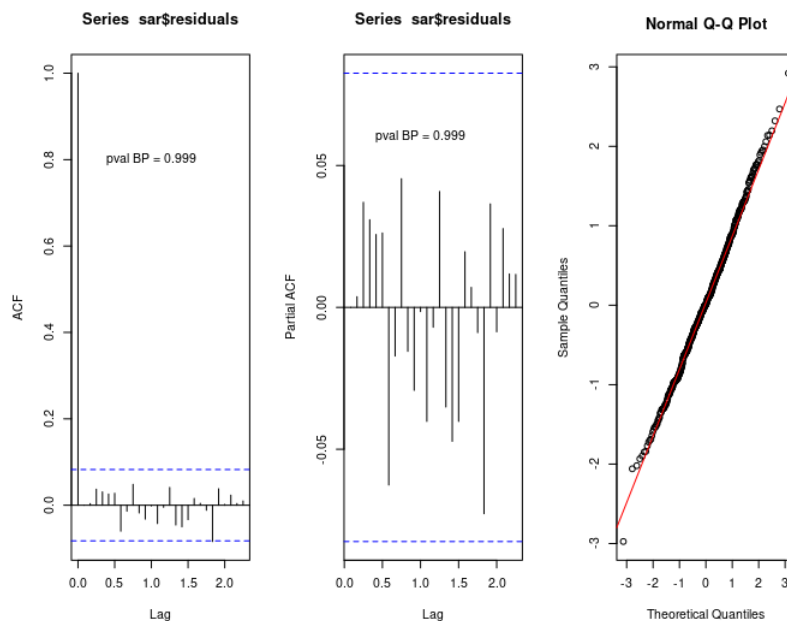 Series sar$residuals
ACF
1.0
0.8
0.6
0.4
0.2
0.0
pval BP = 0.999
0.0 0.5 1.0 1.5 2.0
Lag
Series sar$residuals
Partial ACF
0.05
0.00
-0.05
pval BP = 0.999
0.0 0.5 1.0 1.5 2.0
Lag
Normal Q-Q Plot
Sample Quantiles
3
2
1
0
-1
-2
-3
-3 -2 -1 0 1 2 3
Theoretical Quantiles